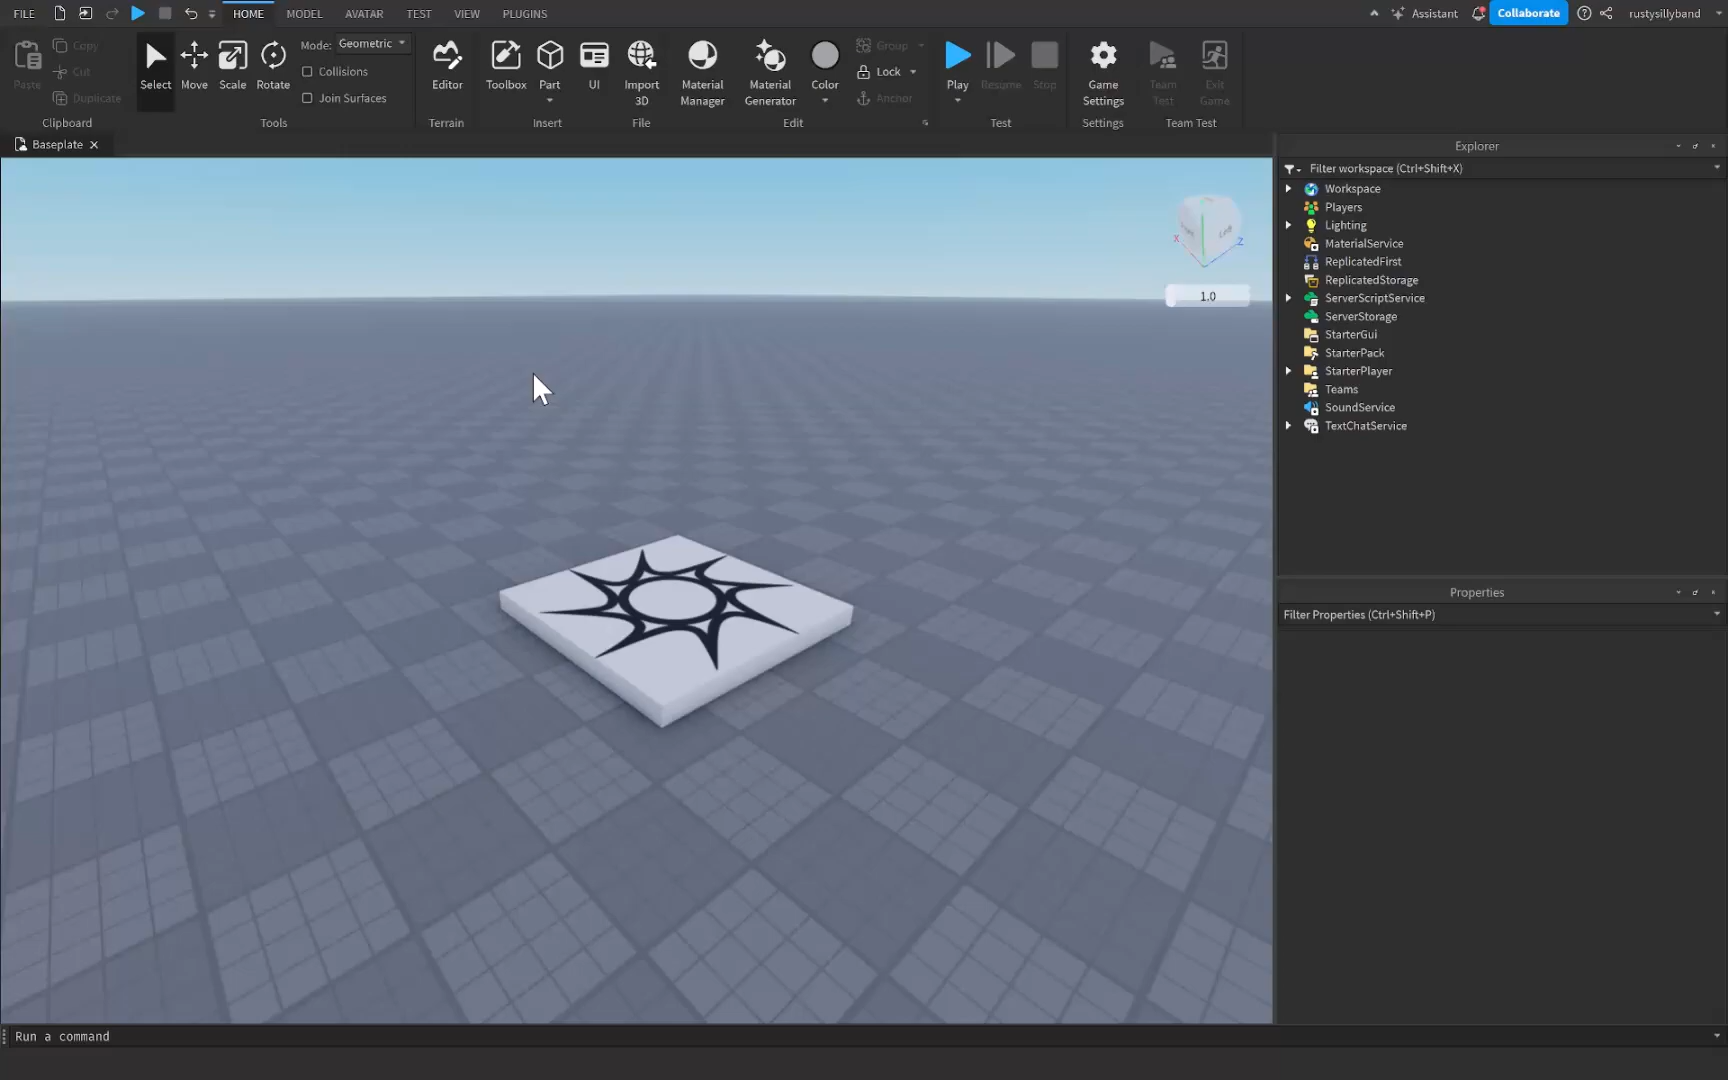 FILE HOME MODEL AVATAR TEST VIEW PLUGINS Assistant Collaborate rustysillyband
Paste Copy Cut Duplicate Clipboard
Select Move Scale Rotate Mode: Geometric Collisions Join Surfaces Tools
Editor Terrain
Toolbox Part UI Insert
Import 3D File
Material Manager Material Generator Color Group Lock Anchor Edit
Play Resume Stop Test
Game Settings Settings
Team Test Exit Game Team Test
Baseplate
Explorer
Filter workspace (Ctrl+Shift+X)
Workspace
Players
Lighting
MaterialService
ReplicatedFirst
ReplicatedStorage
ServerScriptService
ServerStorage
StarterGui
StarterPack
StarterPlayer
Teams
SoundService
TextChatService
X Z
1.0
Properties
Filter Properties (Ctrl+Shift+P)
Run a command